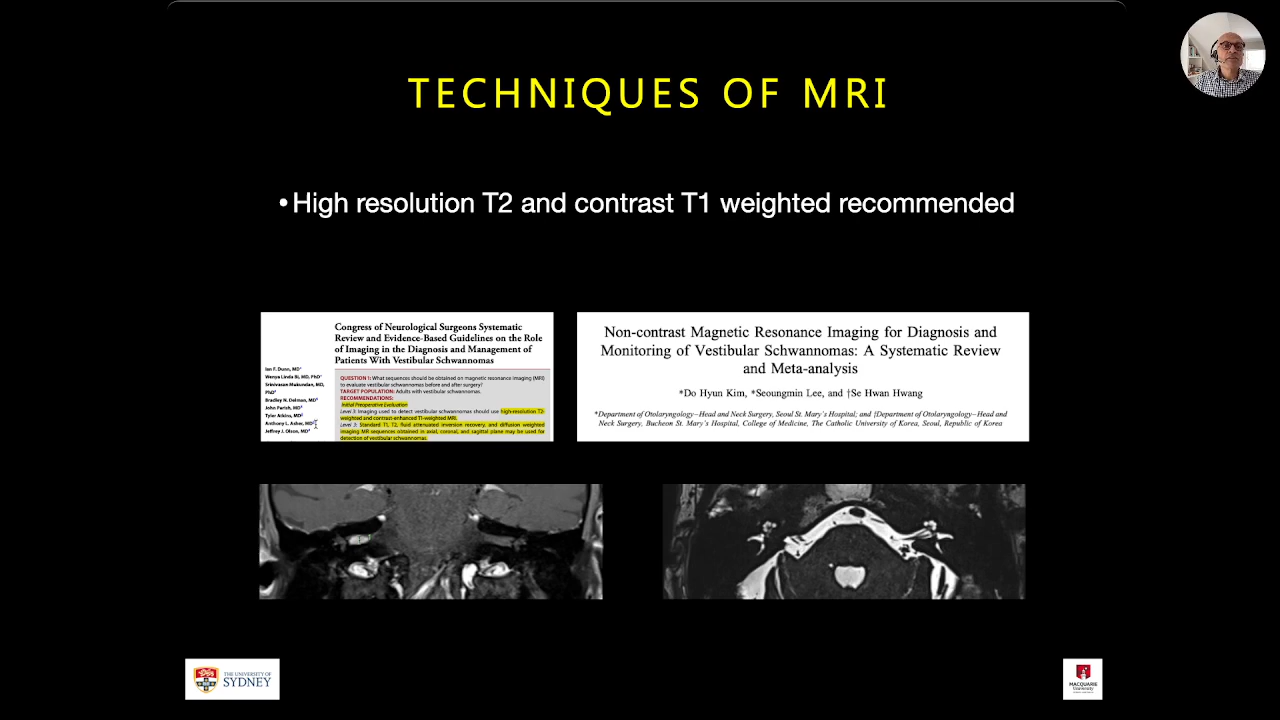 TECHNIQUES OF MRI
•High resolution T2 and contrast T1 weighted recommended
Congress of Neurological Surgeons Systematic
Review and Evidence-Based Guidelines on the Role
of Imaging in the Diagnosis and Management of
Patients With Vestibular Schwannomas
Ian F. Dunn, MD*
Wenya Linda Bi, MD, PhD*
Srinivasan Mukundan, MD,
PhD*
Bradley N. Delman, MD
John Parish, MD
Tyler Atkins, MD
Anthony L. Asher, MD
Jeffrey J. Olson, MD
QUESTION 1: What sequences should be obtained on magnetic resonance imaging (MRI)
to evaluate vestibular schwannomas before and after surgery?
TARGET POPULATION: Adults with vestibular schwannomas.
RECOMMENDATIONS:
Initial Preoperative Evaluation
Level 3: Imaging used to detect vestibular schwannomas should use high-resolution T2-
weighted and contrast-enhanced T1-weighted MRI.
Level 3: Standard T1, T2, fluid attenuated inversion recovery, and diffusion weighted
imaging MR sequences obtained in axial, coronal, and sagittal plane may be used for
detection of vestibular schwannomas.
Non-contrast Magnetic Resonance Imaging for Diagnosis and
Monitoring of Vestibular Schwannomas: A Systematic Review
and Meta-analysis
*Do Hyun Kim, *Seoungmin Lee, and †Se Hwan Hwang
*Department of Otolaryngology–Head and Neck Surgery, Seoul St. Mary's Hospital; and †Department of Otolaryngology–Head and
Neck Surgery, Bucheon St. Mary's Hospital, College of Medicine, The Catholic University of Korea, Seoul, Republic of Korea
THE UNIVERSITY OF
SYDNEY
MACQUARIE
University